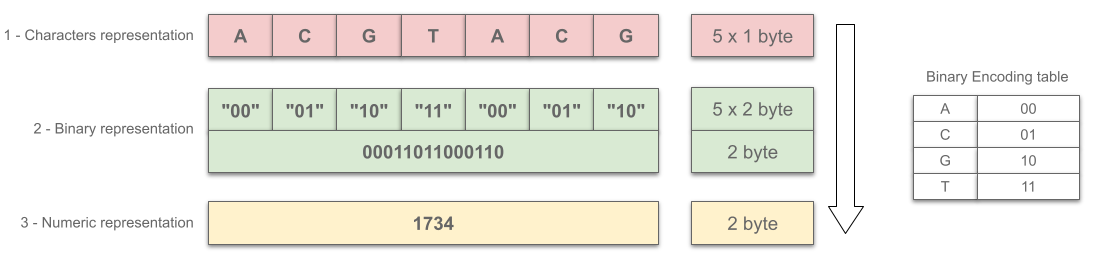 1 - Characters representation A C G T A C G 5 x 1 byte
Binary Encoding table
2 - Binary representation "00" "01" "10" "11" "00" "01" "10" 5 x 2 byte
00011011000110 2 byte
A 00
C 01
G 10
T 11
3 - Numeric representation 1734 2 byte